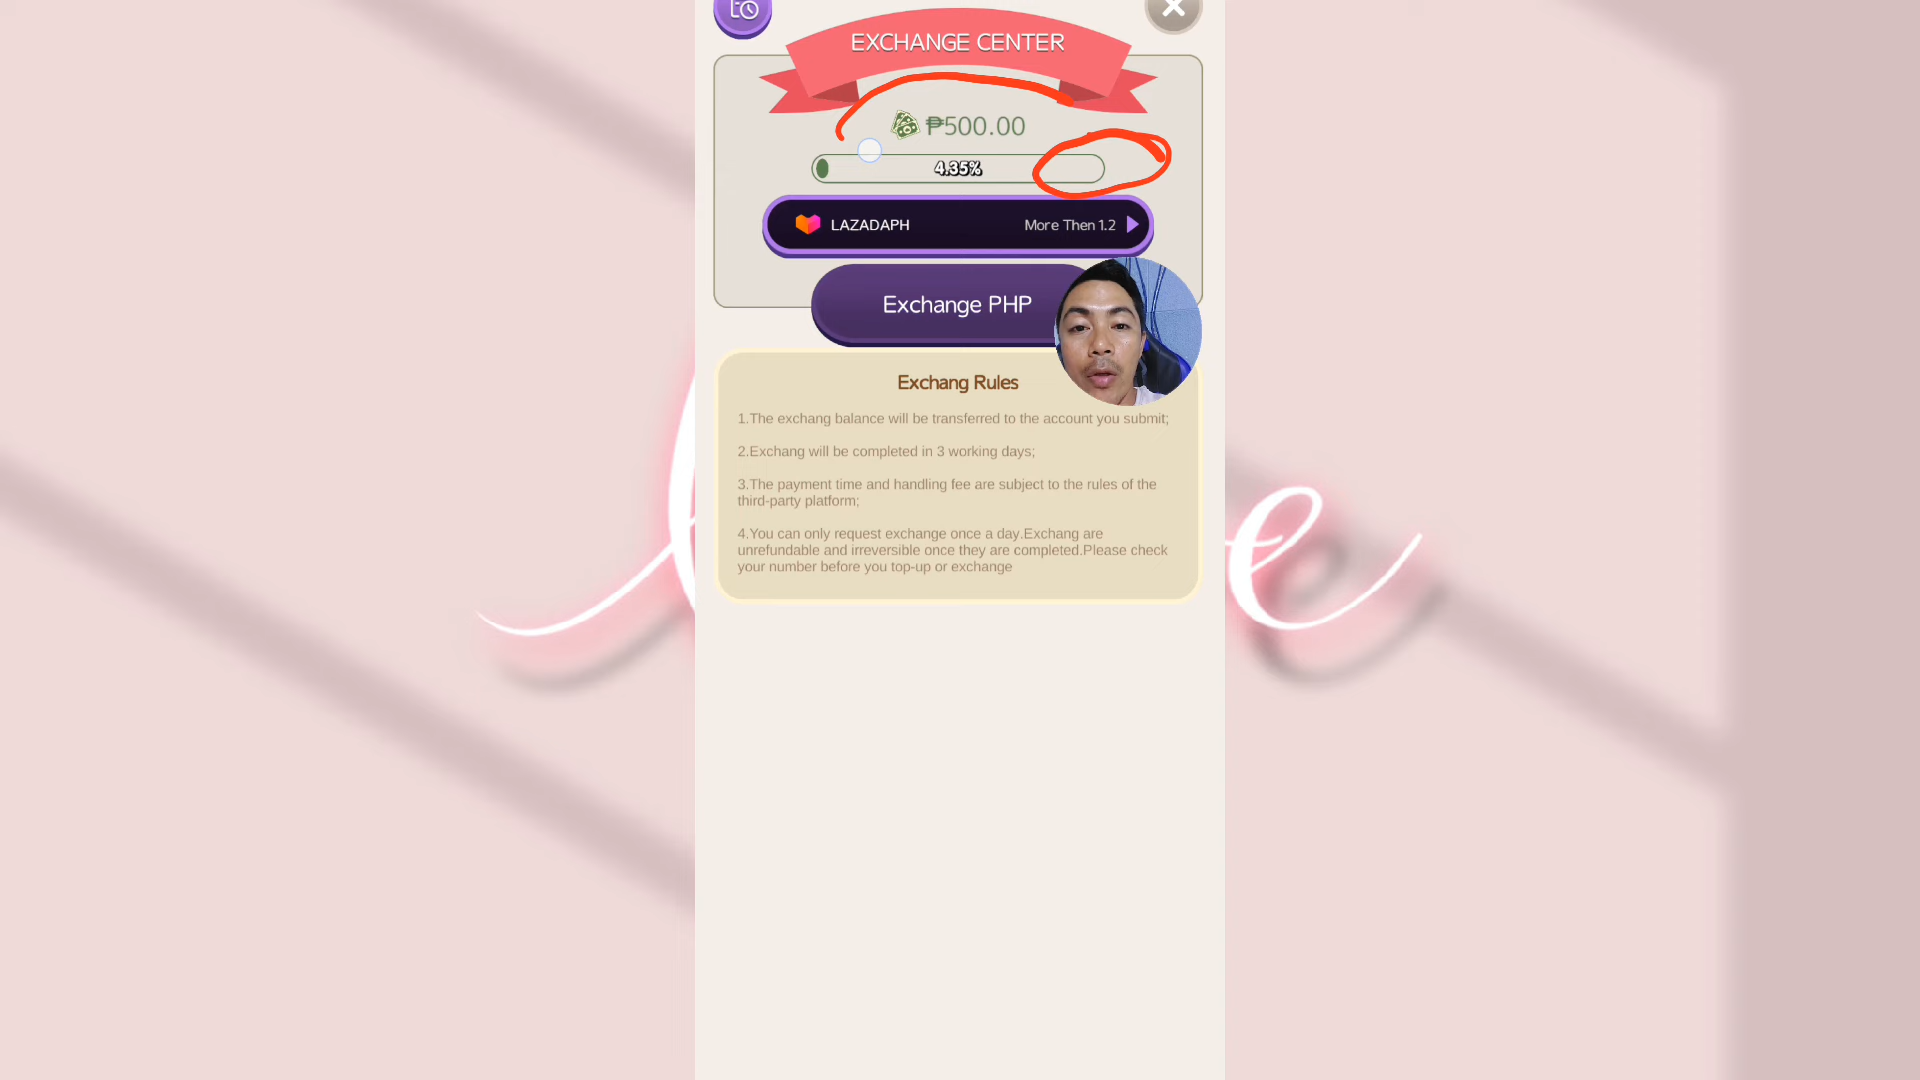 EXCHANGE CENTER
₱500.00
4.35%
LAZADAPH More Then 1.2
Exchange PHP
Exchang Rules
1.The exchang balance will be transferred to the account you submit;
2.Exchang will be completed in 3 working days;
3.The payment time and handling fee are subject to the rules of the
third-party platform;
4.You can only request exchange once a day.Exchang are
unrefundable and irreversible once they are completed.Please check
your number before you top-up or exchange